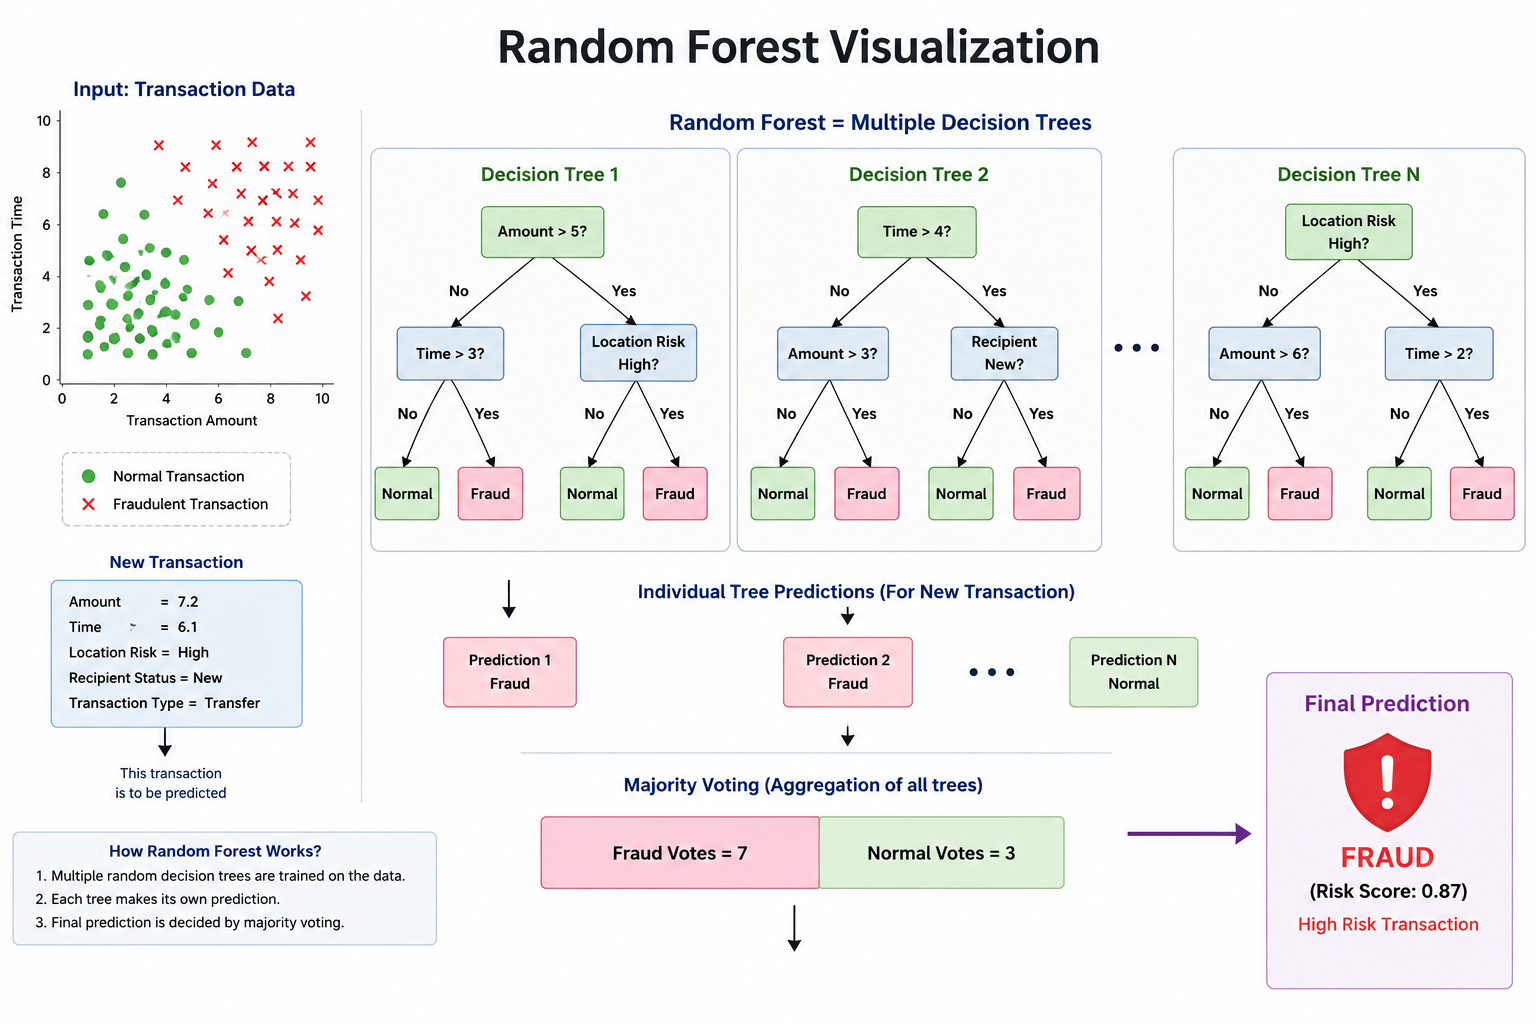 Random Forest Visualization
Input: Transaction Data
10
8
6
4
2
0
Transaction Time
0 2 4 6 8 10
Transaction Amount
Normal Transaction
Fraudulent Transaction
New Transaction
Amount = 7.2
Time = 6.1
Location Risk = High
Recipient Status = New
Transaction Type = Transfer
This transaction
is to be predicted
How Random Forest Works?
1. Multiple random decision trees are trained on the data.
2. Each tree makes its own prediction.
3. Final prediction is decided by majority voting.
Random Forest = Multiple Decision Trees
Decision Tree 1
Amount > 5?
No Yes
Time > 3?
Location Risk
High?
No Yes No Yes
Normal Fraud Normal Fraud
Decision Tree 2
Time > 4?
No Yes
Amount > 3?
Recipient
New?
No Yes No Yes
Normal Fraud Normal Fraud
Decision Tree N
Location Risk
High?
No Yes
Amount > 6?
Time > 2?
No Yes No Yes
Normal Fraud Normal Fraud
Individual Tree Predictions (For New Transaction)
Prediction 1
Fraud
Prediction 2
Fraud
Prediction N
Normal
Majority Voting (Aggregation of all trees)
Fraud Votes = 7
Normal Votes = 3
Final Prediction
FRAUD
(Risk Score: 0.87)
High Risk Transaction